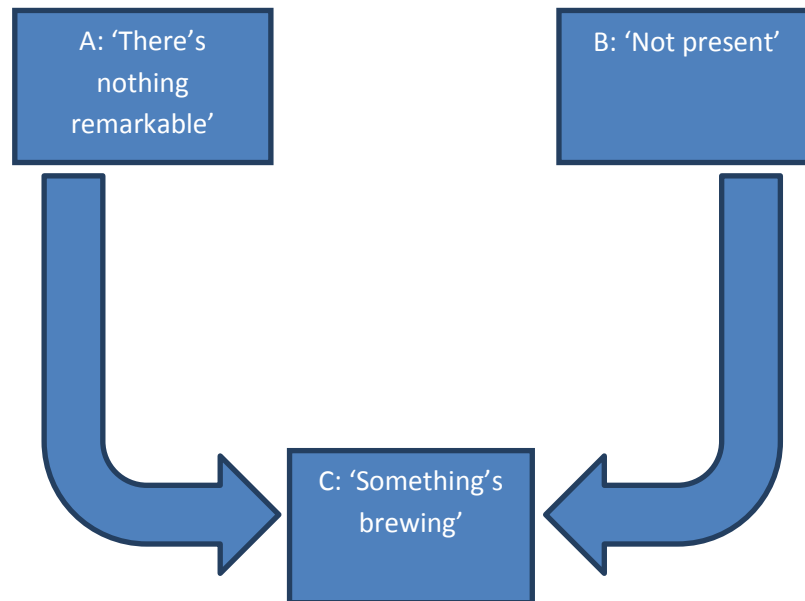 A: ‘There’s
nothing
remarkable’
B: ‘Not present’
C: ‘Something’s
brewing’